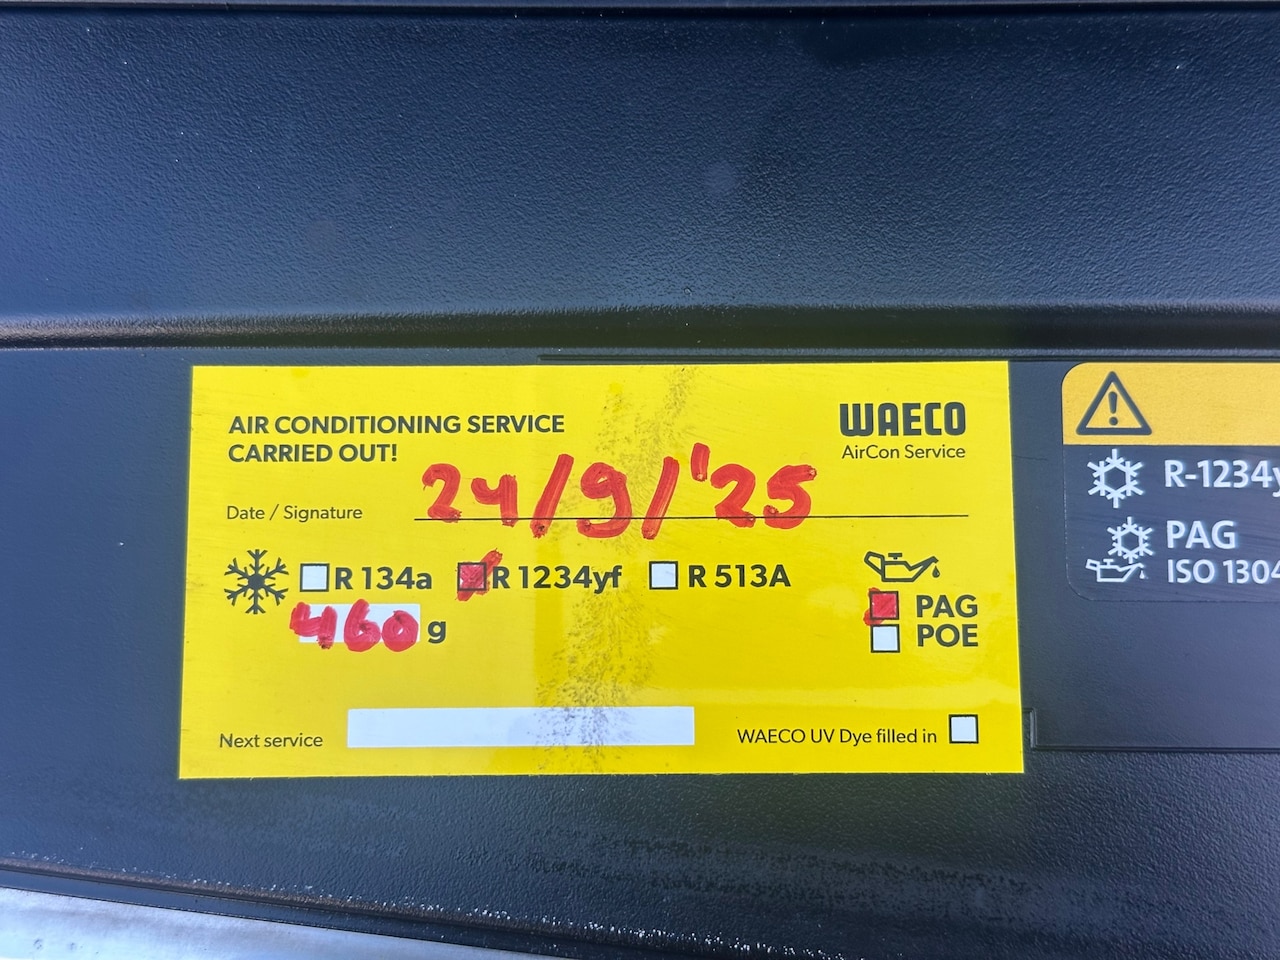 AIR CONDITIONING SERVICE
CARRIED OUT!
WAECO
AirCon Service
Date / Signature 24/9/'25
R 134a R 1234yf R 513A
460 g
PAG
POE
Next service
WAECO UV Dye filled in
R-1234y
PAG
ISO 1304